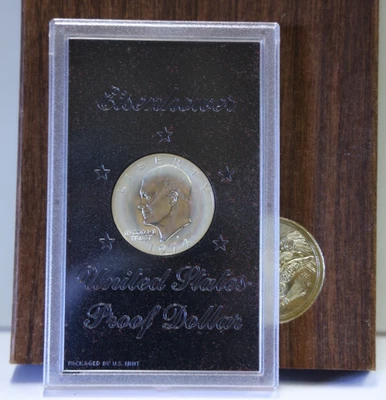 Eisenhower
LIBERTY
IN GOD WE
TRUST
United States
Proof Dollar
PACKAGED BY U.S. MINT